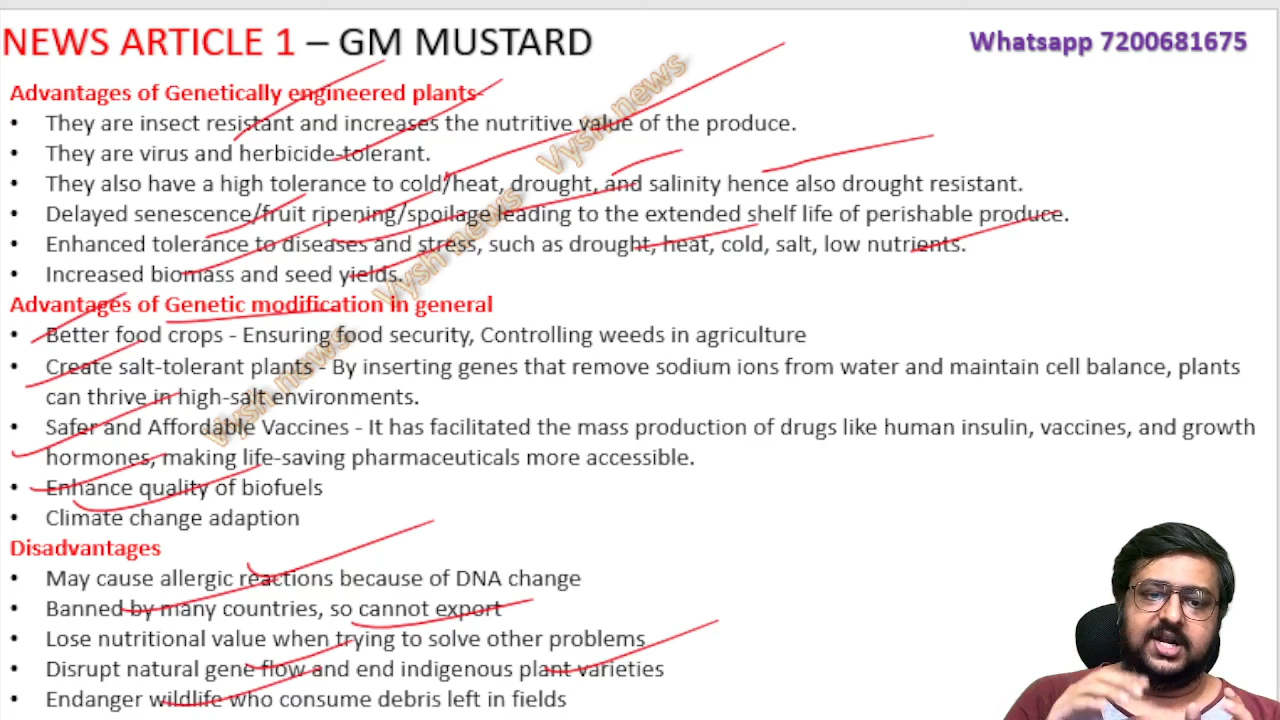 NEWS ARTICLE 1 – GM MUSTARD
Whatsapp 7200681675
Advantages of Genetically engineered plants-
• They are insect resistant and increases the nutritive value of the produce.
• They are virus and herbicide-tolerant.
• They also have a high tolerance to cold/heat, drought, and salinity hence also drought resistant.
• Delayed senescence/fruit ripening/spoilage leading to the extended shelf life of perishable produce.
• Enhanced tolerance to diseases and stress, such as drought, heat, cold, salt, low nutrients.
• Increased biomass and seed yields.
Advantages of Genetic modification in general
• Better food crops - Ensuring food security, Controlling weeds in agriculture
• Create salt-tolerant plants - By inserting genes that remove sodium ions from water and maintain cell balance, plants
can thrive in high-salt environments.
• Safer and Affordable Vaccines - It has facilitated the mass production of drugs like human insulin, vaccines, and growth
hormones, making life-saving pharmaceuticals more accessible.
• Enhance quality of biofuels
• Climate change adaption
Disadvantages
• May cause allergic reactions because of DNA change
• Banned by many countries, so cannot export
• Lose nutritional value when trying to solve other problems
• Disrupt natural gene flow and end indigenous plant varieties
• Endanger wildlife who consume debris left in fields
Vysh news
Vysh news
Vysh news